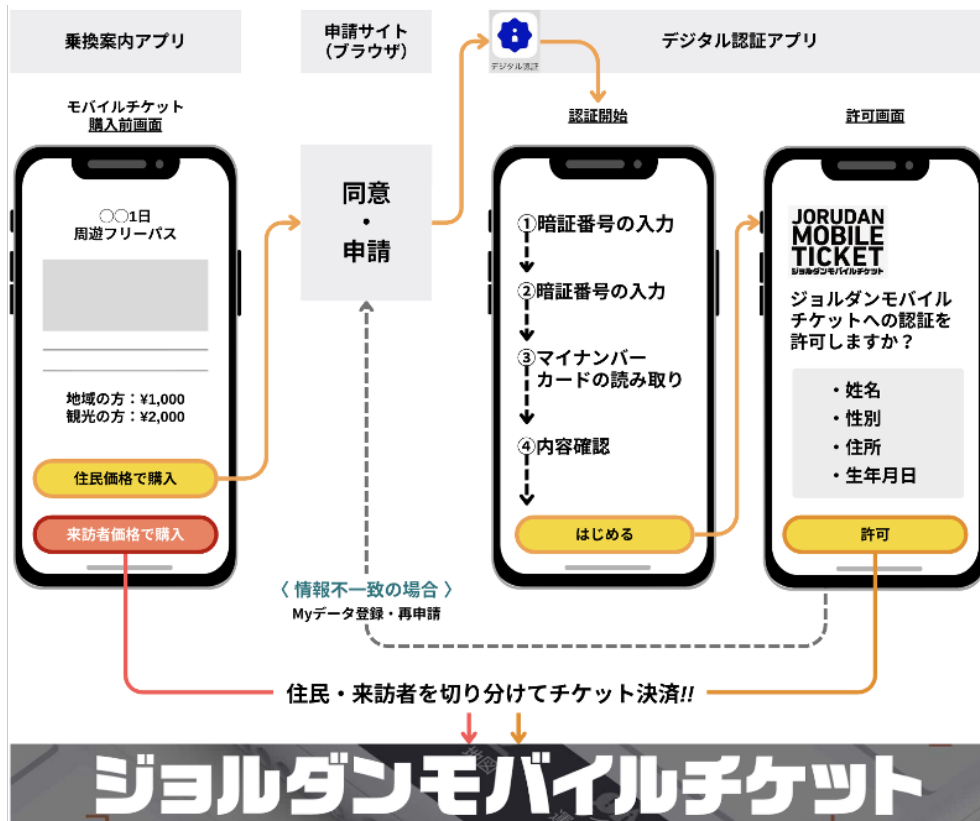 乗換案内アプリ
申請サイト
（ブラウザ）
デジタル認証
デジタル認証アプリ
モバイルチケット
購入前画面
〇〇1日
周遊フリーパス
地域の方：¥1,000
観光の方：¥2,000
住民価格で購入
来訪者価格で購入
同意
・
申請
認証開始
①暗証番号の入力
②暗証番号の入力
③マイナンバー
カードの読み取り
④内容確認
はじめる
許可画面
JORUDAN
MOBILE
TICKET
ジョルダンモバイルチケット
ジョルダンモバイル
チケットへの認証を
許可しますか？
・姓名
・性別
・住所
・生年月日
許可
〈 情報不一致の場合 〉
Myデータ登録・再申請
住民・来訪者を切り分けてチケット決済!!
地図
ジョルダンモバイルチケット